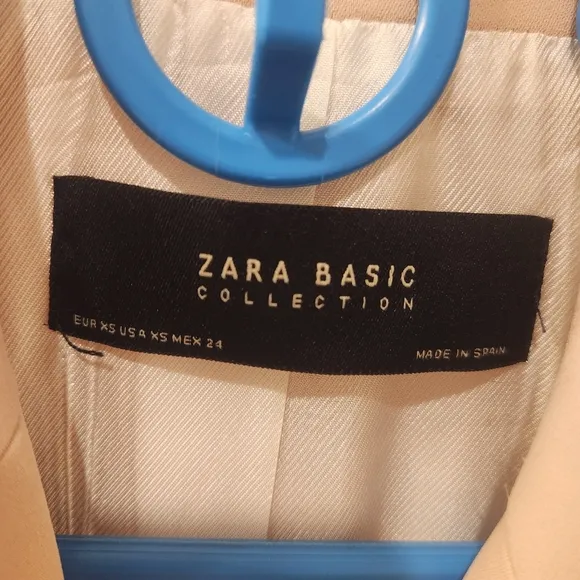 ZARA BASIC
COLLECTION
EUR XS USA XS MEX 24
MADE IN SPAIN